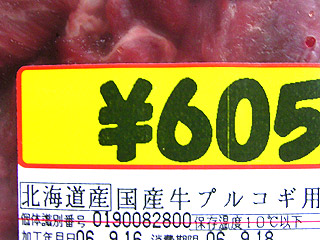 ¥605
北海道産 国産牛プルコギ用
個体識別番号 0190082800 保存温度10℃以下
加工年月日 06. 9.16 消費期限 06. 9.18